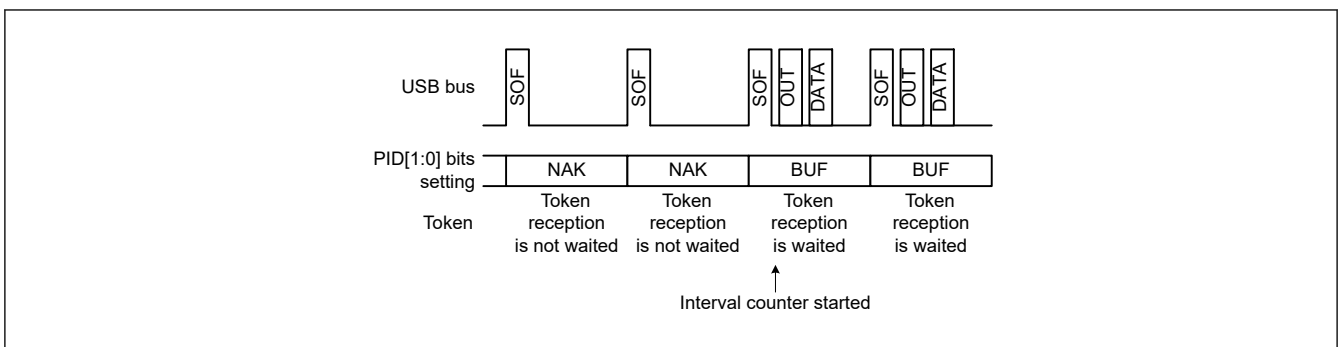 USB bus
SOF
SOF
SOF
OUT
DATA
SOF
OUT
DATA
PID[1:0] bits
setting
NAK
NAK
BUF
BUF
Token
Token
reception
is not waited
Token
reception
is not waited
Token
reception
is waited
Token
reception
is waited
Interval counter started